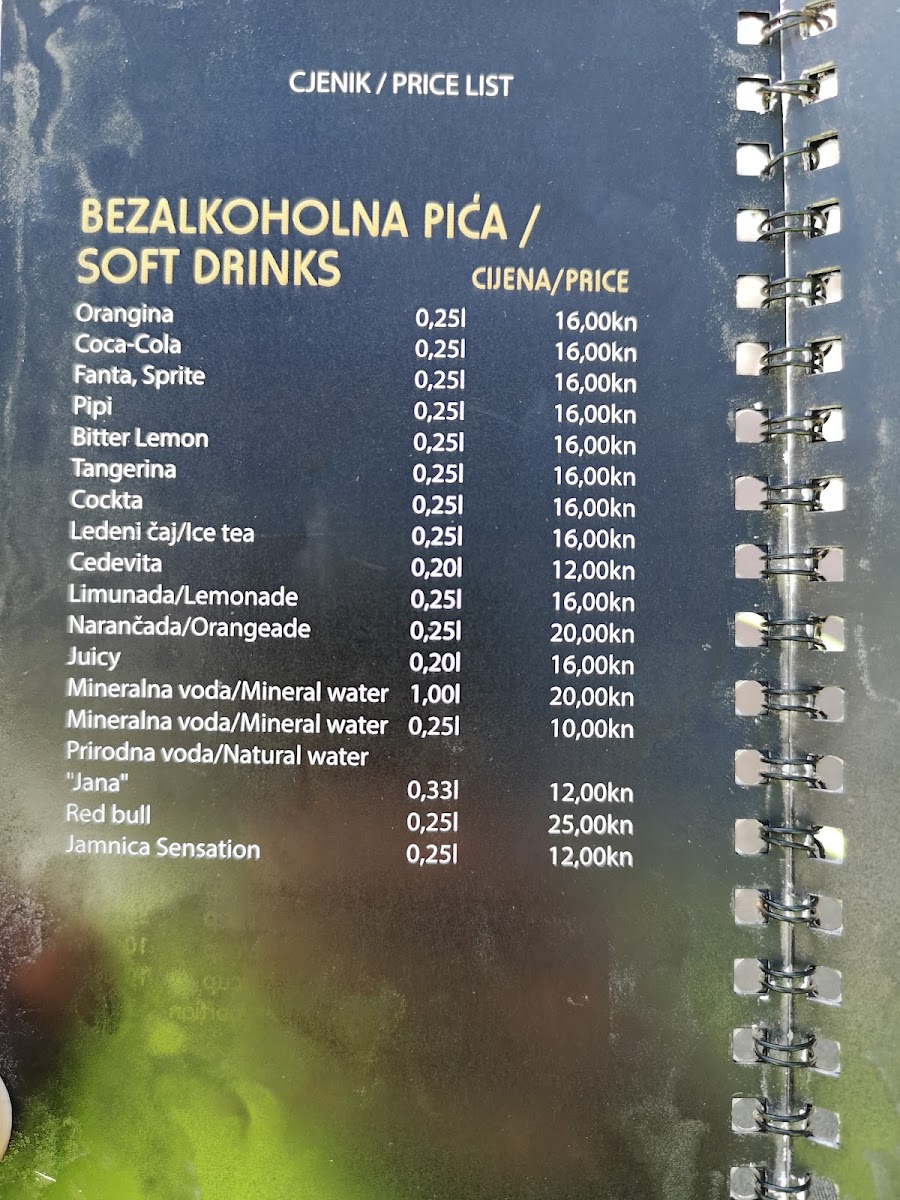 CJENIK / PRICE LIST
BEZALKOHOLNA PIĆA /
SOFT DRINKS CIJENA/PRICE
Orangina 0,25l 16,00kn
Coca-Cola 0,25l 16,00kn
Fanta, Sprite 0,25l 16,00kn
Pipi 0,25l 16,00kn
Bitter Lemon 0,25l 16,00kn
Tangerina 0,25l 16,00kn
Cockta 0,25l 16,00kn
Ledeni čaj/Ice tea 0,25l 16,00kn
Cedevita 0,20l 12,00kn
Limunada/Lemonade 0,25l 16,00kn
Narančada/Orangeade 0,25l 20,00kn
Juicy 0,20l 16,00kn
Mineralna voda/Mineral water 1,00l 20,00kn
Mineralna voda/Mineral water 0,25l 10,00kn
Prirodna voda/Natural water
"Jana" 0,33l 12,00kn
Red bull 0,25l 25,00kn
Jamnica Sensation 0,25l 12,00kn